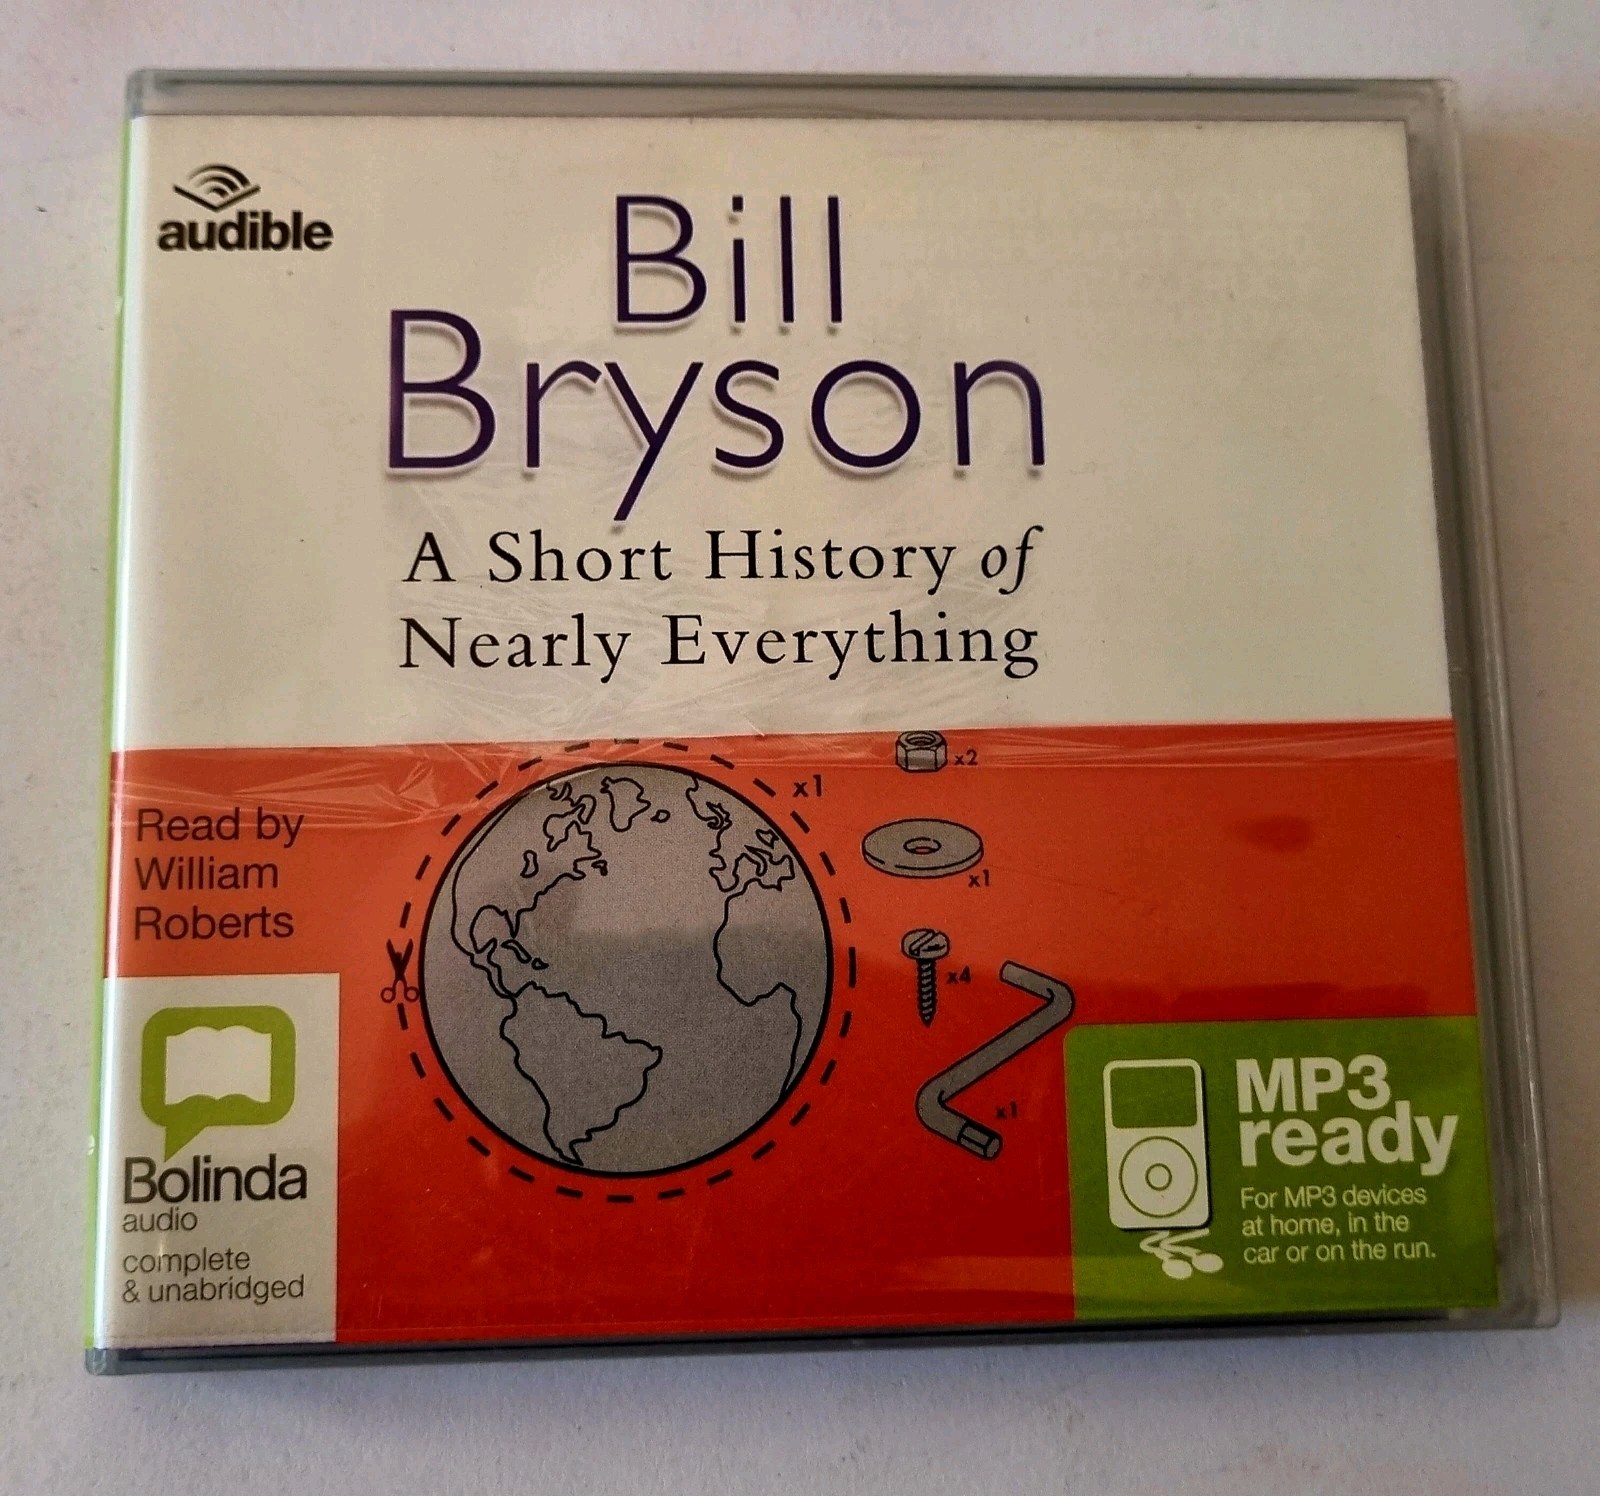 audible
Bill
Bryson
A Short History of
Nearly Everything
Read by
William
Roberts
x1
x2
x1
x4
x1
Bolinda
audio
complete
& unabridged
MP3
ready
For MP3 devices
at home, in the
car or on the run.